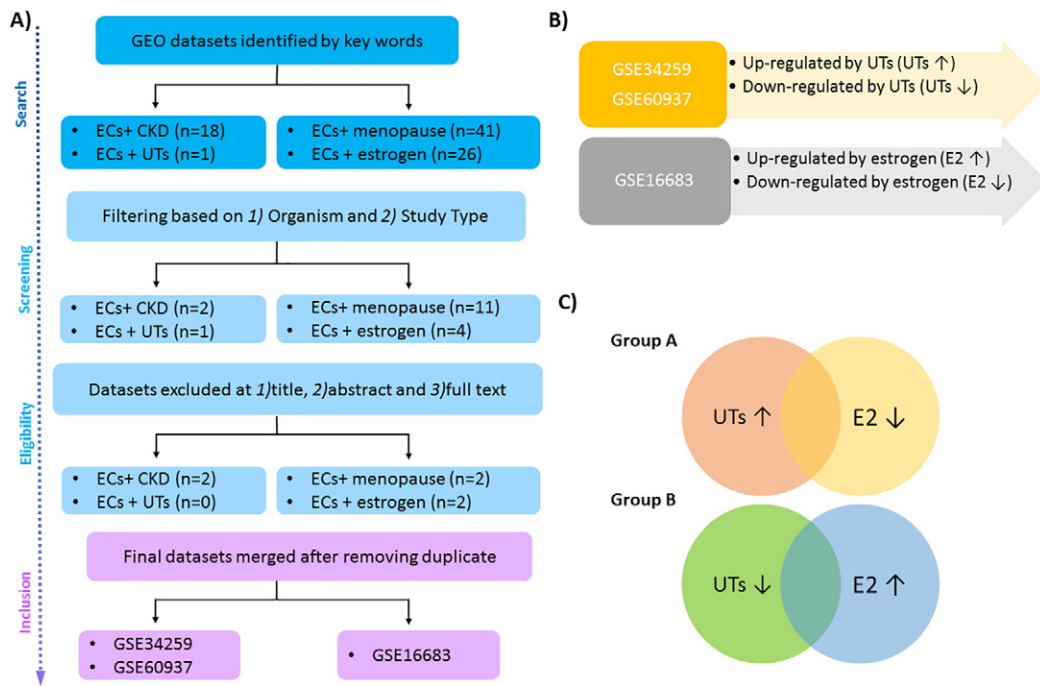 A)
GEO datasets identified by key words
Search
• ECs+ CKD (n=18)
• ECs + UTs (n=1)
• ECs+ menopause (n=41)
• ECs + estrogen (n=26)
Filtering based on 1) Organism and 2) Study Type
Screening
• ECs+ CKD (n=2)
• ECs + UTs (n=1)
• ECs+ menopause (n=11)
• ECs + estrogen (n=4)
Datasets excluded at 1)title, 2)abstract and 3)full text
Eligibility
• ECs+ CKD (n=2)
• ECs + UTs (n=0)
• ECs+ menopause (n=2)
• ECs + estrogen (n=2)
Final datasets merged after removing duplicate
Inclusion
• GSE34259
• GSE60937
• GSE16683
B)
GSE34259
GSE60937
• Up-regulated by UTs (UTs ↑)
• Down-regulated by UTs (UTs ↓)
GSE16683
• Up-regulated by estrogen (E2 ↑)
• Down-regulated by estrogen (E2 ↓)
C)
Group A
UTs ↑
E2 ↓
Group B
UTs ↓
E2 ↑